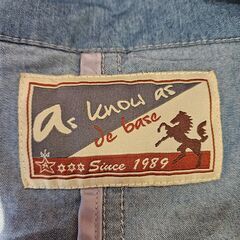 as know as
de base
Since 1989